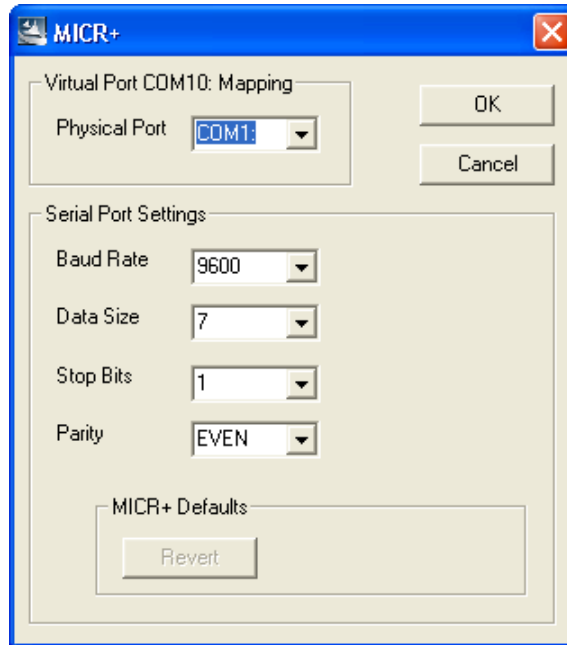 MICR+
Virtual Port COM10: Mapping
Physical Port COM1:
OK
Cancel
Serial Port Settings
Baud Rate 9600
Data Size 7
Stop Bits 1
Parity EVEN
MICR+ Defaults
Revert